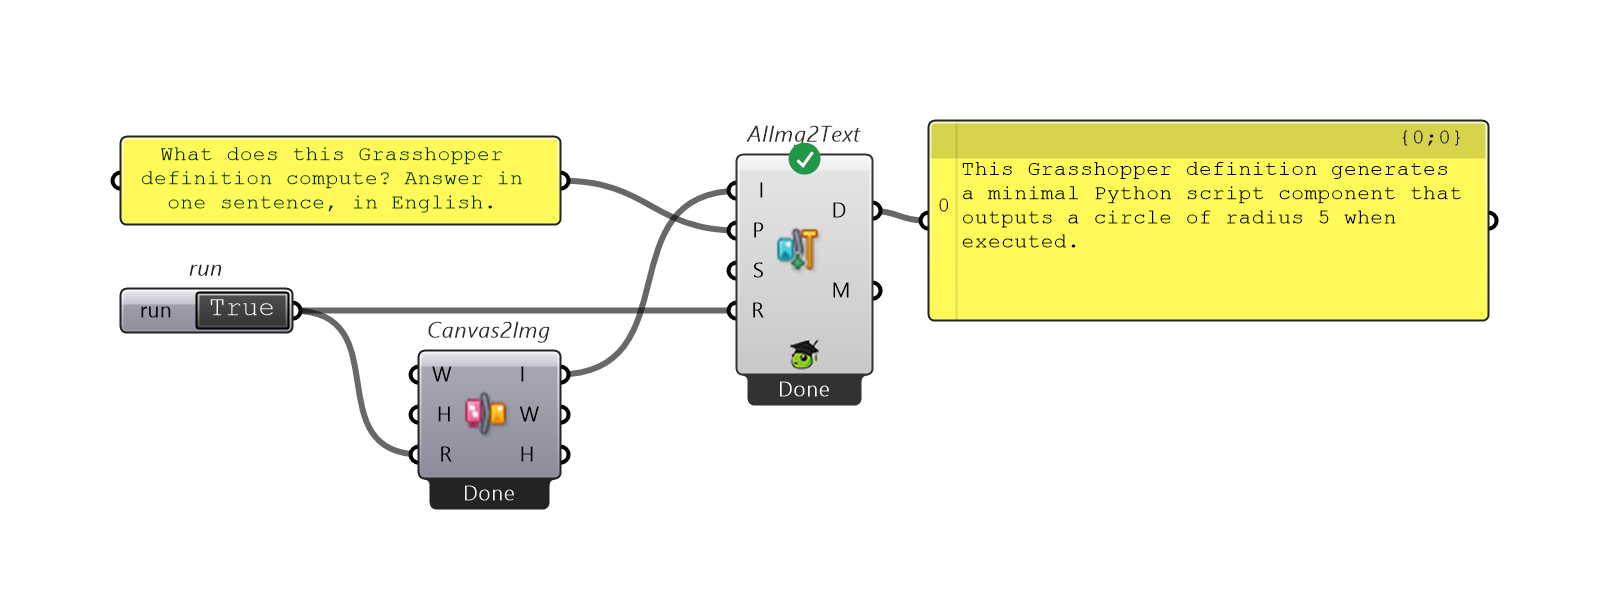 What does this Grasshopper
definition compute? Answer in
one sentence, in English.
run
run True
Canvas2Img
W I
H W
R H
Done
AIImg2Text
I
P
S
R
D
M
Done
{0;0}
0
This Grasshopper definition generates
a minimal Python script component that
outputs a circle of radius 5 when
executed.